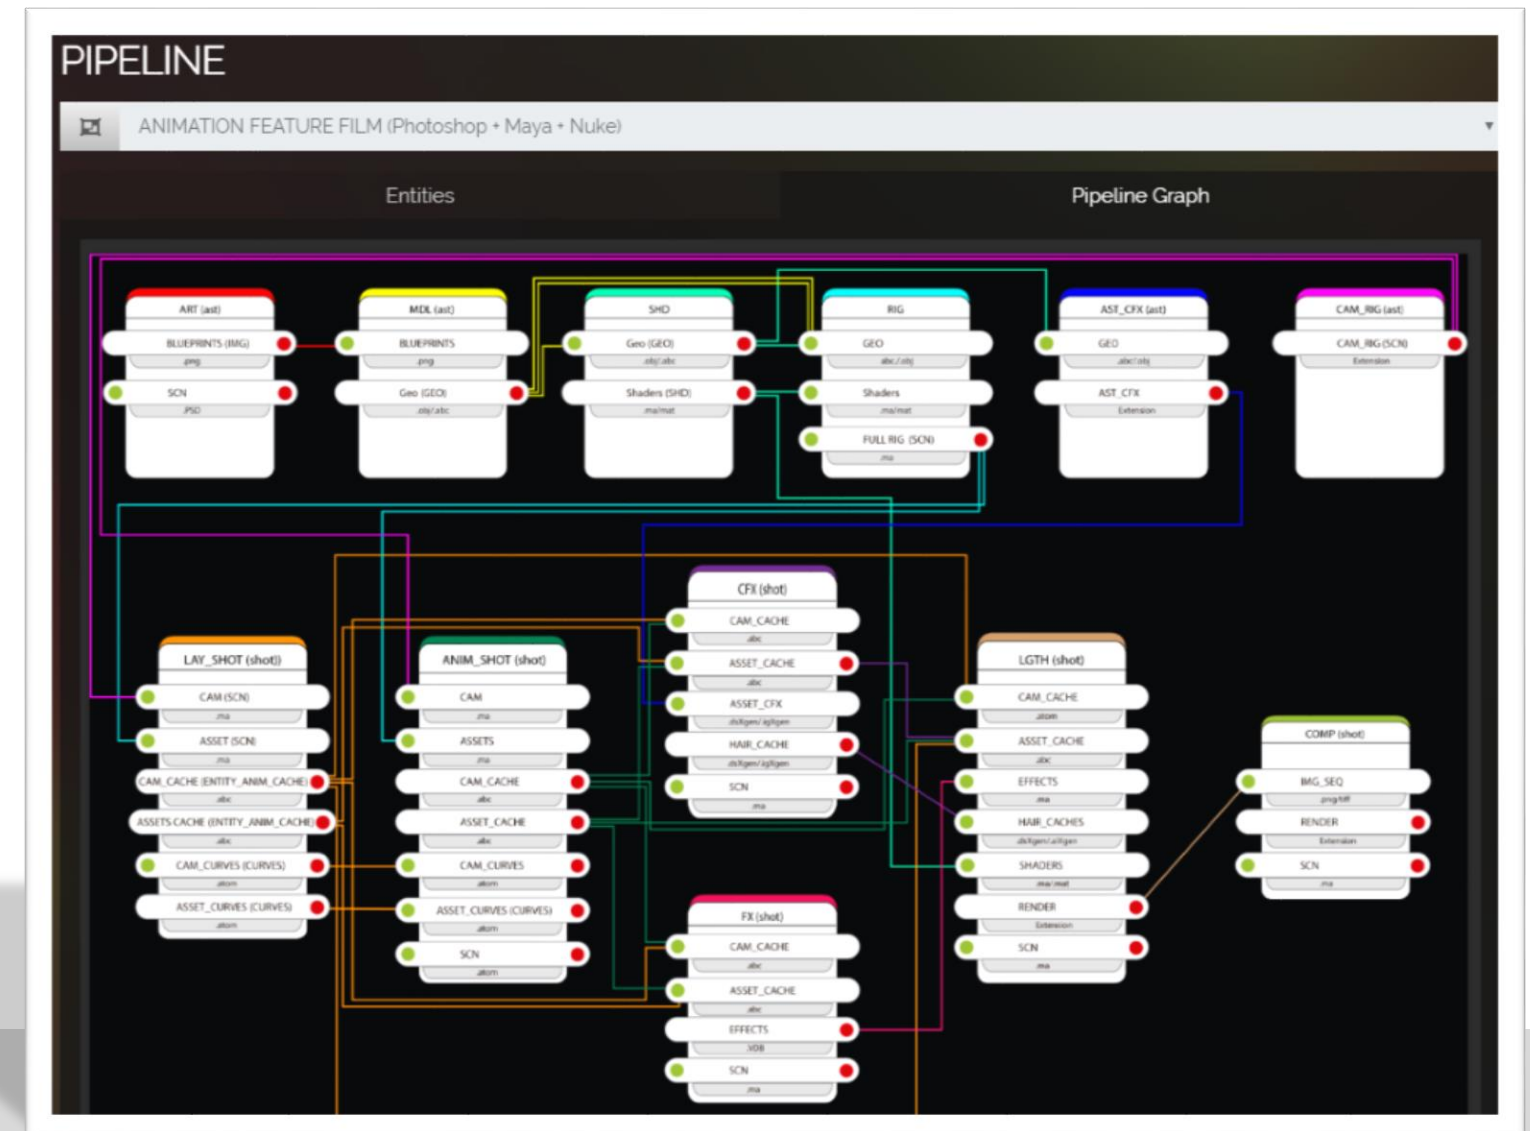 PIPELINE
ANIMATION FEATURE FILM (Photoshop + Maya + Nuke)
Entities
Pipeline Graph
ART (ast)
BLUEPRINTS (IMG)
.png
SCN
.PSD
MDL (ast)
BLUEPRINTS
.png
Geo (GEO)
.obj/.abc
SHD
Geo (GEO)
.obj/.abc
Shaders (SHD)
.ma/mat
RIG
GEO
abc./.obj
Shaders
.ma/mat
FULL RIG (SCN)
.ma
AST_CFX (ast)
GEO
.abc/.obj
AST_CFX
Extension
CAM_RIG (ast)
CAM_RIG (SCN)
Extension
LAY_SHOT (shot))
CAM (SCN)
.ma
ASSET (SCN)
.ma
CAM_CACHE (ENTITY_ANIM_CACHE)
.abc
ASSETS CACHE (ENTITY_ANIM_CACHE)
.abc
CAM_CURVES (CURVES)
.atom
ASSET_CURVES (CURVES)
.atom
ANIM_SHOT (shot)
CAM
.ma
ASSETS
.ma
CAM_CACHE
.abc
ASSET_CACHE
.abc
CAM_CURVES
.atom
ASSET_CURVES (CURVES)
.atom
SCN
.atom
CFX (shot)
CAM_CACHE
.abc
ASSET_CACHE
.abc
ASSET_CFX
HAIR_CACHE
SCN
.ma
FX (shot)
CAM_CACHE
.abc
ASSET_CACHE
.abc
EFFECTS
.VDB
SCN
.ma
LGTH (shot)
CAM_CACHE
.atom
ASSET_CACHE
.abc
EFFECTS
.ma
HAIR_CACHES
SHADERS
.ma/.mat
RENDER
Extension
SCN
.ma
COMP (shot)
IMG_SEQ
.png/tiff
RENDER
Extension
SCN
.ma